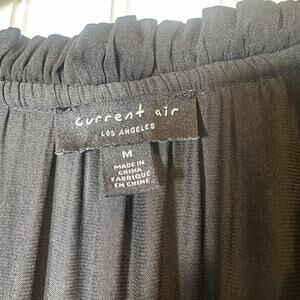 current air
LOS ANGELES
M
MADE IN
CHINA
FABRIQUÉ
EN CHINE